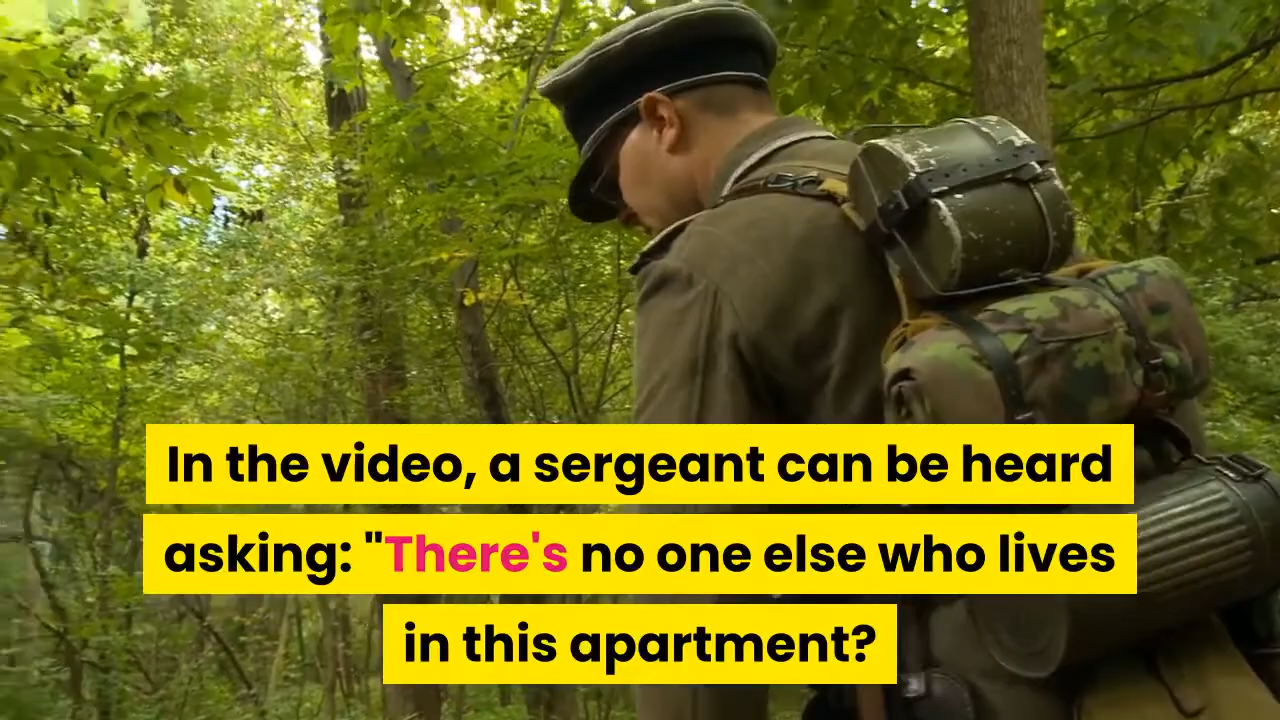 In the video, a sergeant can be heard
asking: "There's no one else who lives
in this apartment?